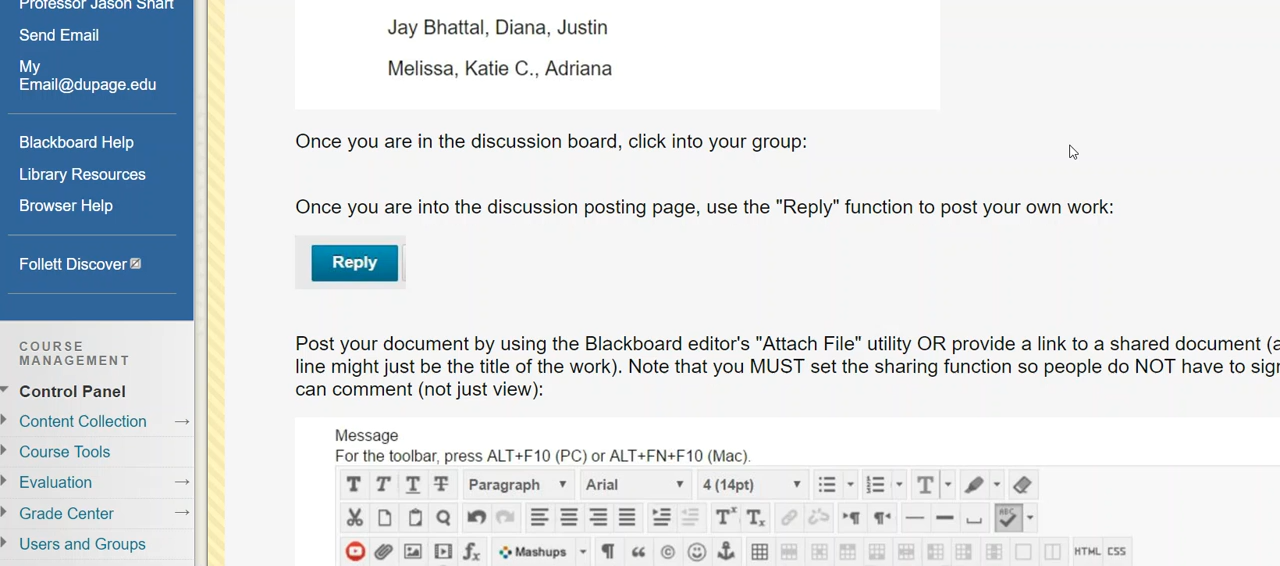 Professor Jason Snart
Send Email
My
Email@dupage.edu
Blackboard Help
Library Resources
Browser Help
Follett Discover
COURSE
MANAGEMENT
Control Panel
Content Collection →
Course Tools
Evaluation →
Grade Center →
Users and Groups
Jay Bhattal, Diana, Justin
Melissa, Katie C., Adriana
Once you are in the discussion board, click into your group:
Once you are into the discussion posting page, use the "Reply" function to post your own work:
Reply
Post your document by using the Blackboard editor's "Attach File" utility OR provide a link to a shared document (a
line might just be the title of the work). Note that you MUST set the sharing function so people do NOT have to sign
can comment (not just view):
Message
For the toolbar, press ALT+F10 (PC) or ALT+FN+F10 (Mac).
T T T T Paragraph Arial 4 (14pt) T
Tx Tx ABC
fx Mashups ¶ “ © HTML CSS